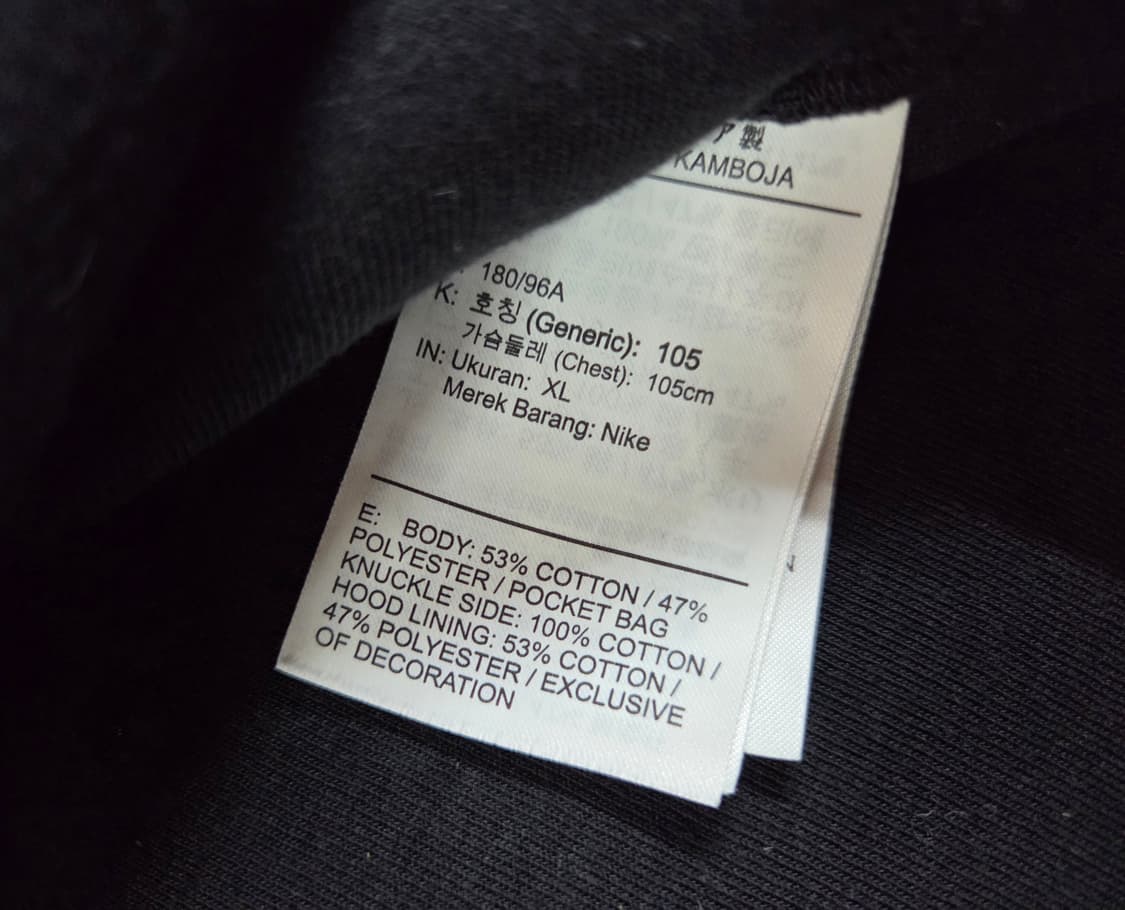 ア製
KAMBOJA
180/96A
K: 호칭 (Generic): 105
가슴둘레 (Chest): 105cm
IN: Ukuran: XL
Merek Barang: Nike
E: BODY: 53% COTTON / 47%
POLYESTER / POCKET BAG
KNUCKLE SIDE: 100% COTTON /
HOOD LINING: 53% COTTON /
47% POLYESTER / EXCLUSIVE
OF DECORATION
N